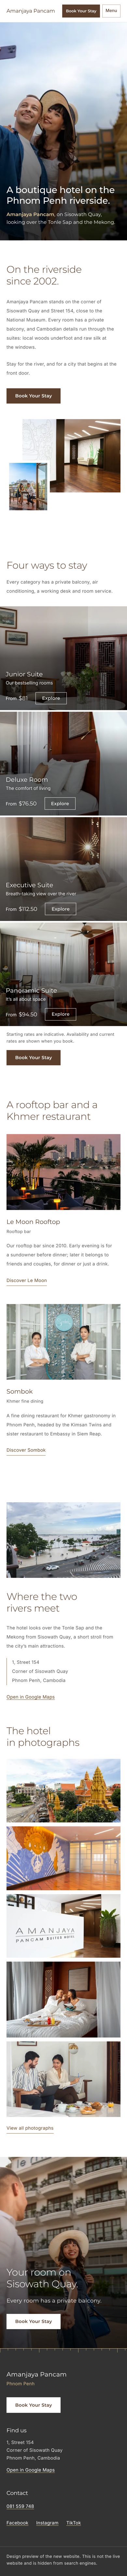 Amanjaya Pancam
Book Your Stay
Menu
A boutique hotel on the
Phnom Penh riverside.
Amanjaya Pancam, on Sisowath Quay,
looking over the Tonle Sap and the Mekong.
On the riverside
since 2002.
Amanjaya Pancam stands on the corner of
Sisowath Quay and Street 154, close to the
National Museum. Every room has a private
balcony, and Cambodian details run through the
suites: local woods underfoot and raw silk at
the windows.
Stay for the river, and for a city that begins at the
front door.
Book Your Stay
Four ways to stay
Every category has a private balcony, air
conditioning, a working desk and room service.
Junior Suite
Our bestselling rooms
From $81
Explore
Deluxe Room
The comfort of living
From $76.50
Explore
Executive Suite
Breath-taking view over the river
From $112.50
Explore
Panoramic Suite
It's all about space
From $94.50
Explore
Starting rates are indicative. Availability and current
rates are shown when you book.
Book Your Stay
A rooftop bar and a
Khmer restaurant
Le Moon Rooftop
Rooftop bar
Our rooftop bar since 2010. Early evening is for
a sundowner before dinner; later it belongs to
friends and couples, for dinner or just a drink.
Discover Le Moon
Sombok
Khmer fine dining
A fine dining restaurant for Khmer gastronomy in
Phnom Penh, headed by the Kimsan Twins and
sister restaurant to Embassy in Siem Reap.
Discover Sombok
Where the two
rivers meet
The hotel looks over the Tonle Sap and the
Mekong from Sisowath Quay, a short stroll from
the city's main attractions.
1, Street 154
Corner of Sisowath Quay
Phnom Penh, Cambodia
Open in Google Maps
The hotel
in photographs
AMANJAYA
PANCAM SUITES HOTEL
View all photographs
Your room on
Sisowath Quay.
Every room has a private balcony.
Book Your Stay
Amanjaya Pancam
Phnom Penh
Book Your Stay
Find us
1, Street 154
Corner of Sisowath Quay
Phnom Penh, Cambodia
Open in Google Maps
Contact
081 559 748
Facebook
Instagram
TikTok
Design preview of the new website. This is not the live
website and is hidden from search engines.